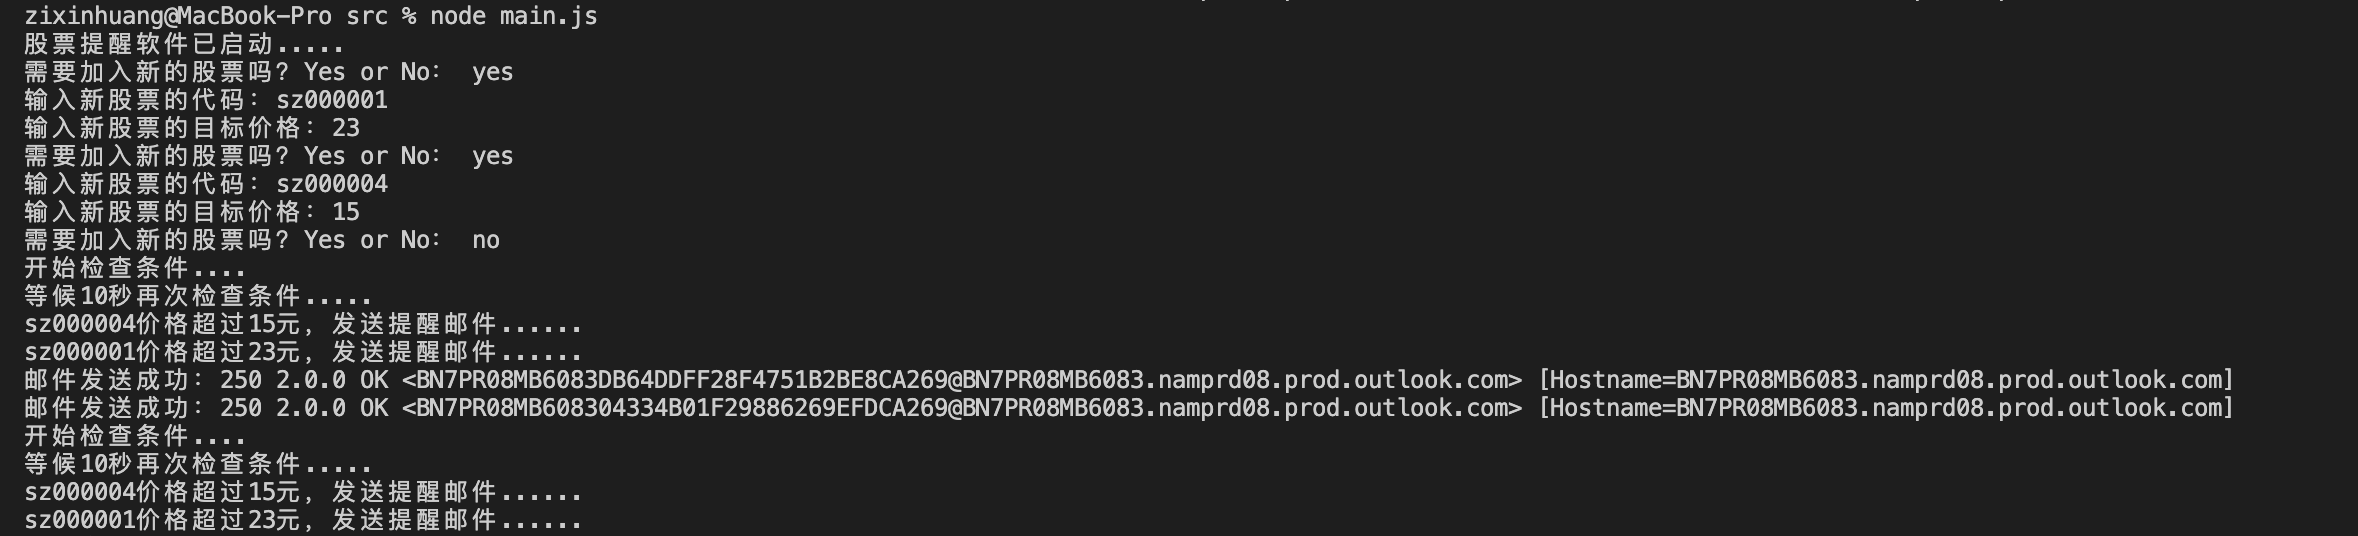 zixinhuang@MacBook-Pro src % node main.js
股票提醒软件已启动.....
需要加入新的股票吗？Yes or No： yes
输入新股票的代码：sz000001
输入新股票的目标价格：23
需要加入新的股票吗？Yes or No： yes
输入新股票的代码：sz000004
输入新股票的目标价格：15
需要加入新的股票吗？Yes or No： no
开始检查条件....
等候10秒再次检查条件.....
sz000004价格超过15元，发送提醒邮件......
sz000001价格超过23元，发送提醒邮件......
邮件发送成功：250 2.0.0 OK <BN7PR08MB6083DB64DDFF28F4751B2BE8CA269@BN7PR08MB6083.namprd08.prod.outlook.com> [Hostname=BN7PR08MB6083.namprd08.prod.outlook.com]
邮件发送成功：250 2.0.0 OK <BN7PR08MB608304334B01F29886269EFDCA269@BN7PR08MB6083.namprd08.prod.outlook.com> [Hostname=BN7PR08MB6083.namprd08.prod.outlook.com]
开始检查条件....
等候10秒再次检查条件.....
sz000004价格超过15元，发送提醒邮件......
sz000001价格超过23元，发送提醒邮件......